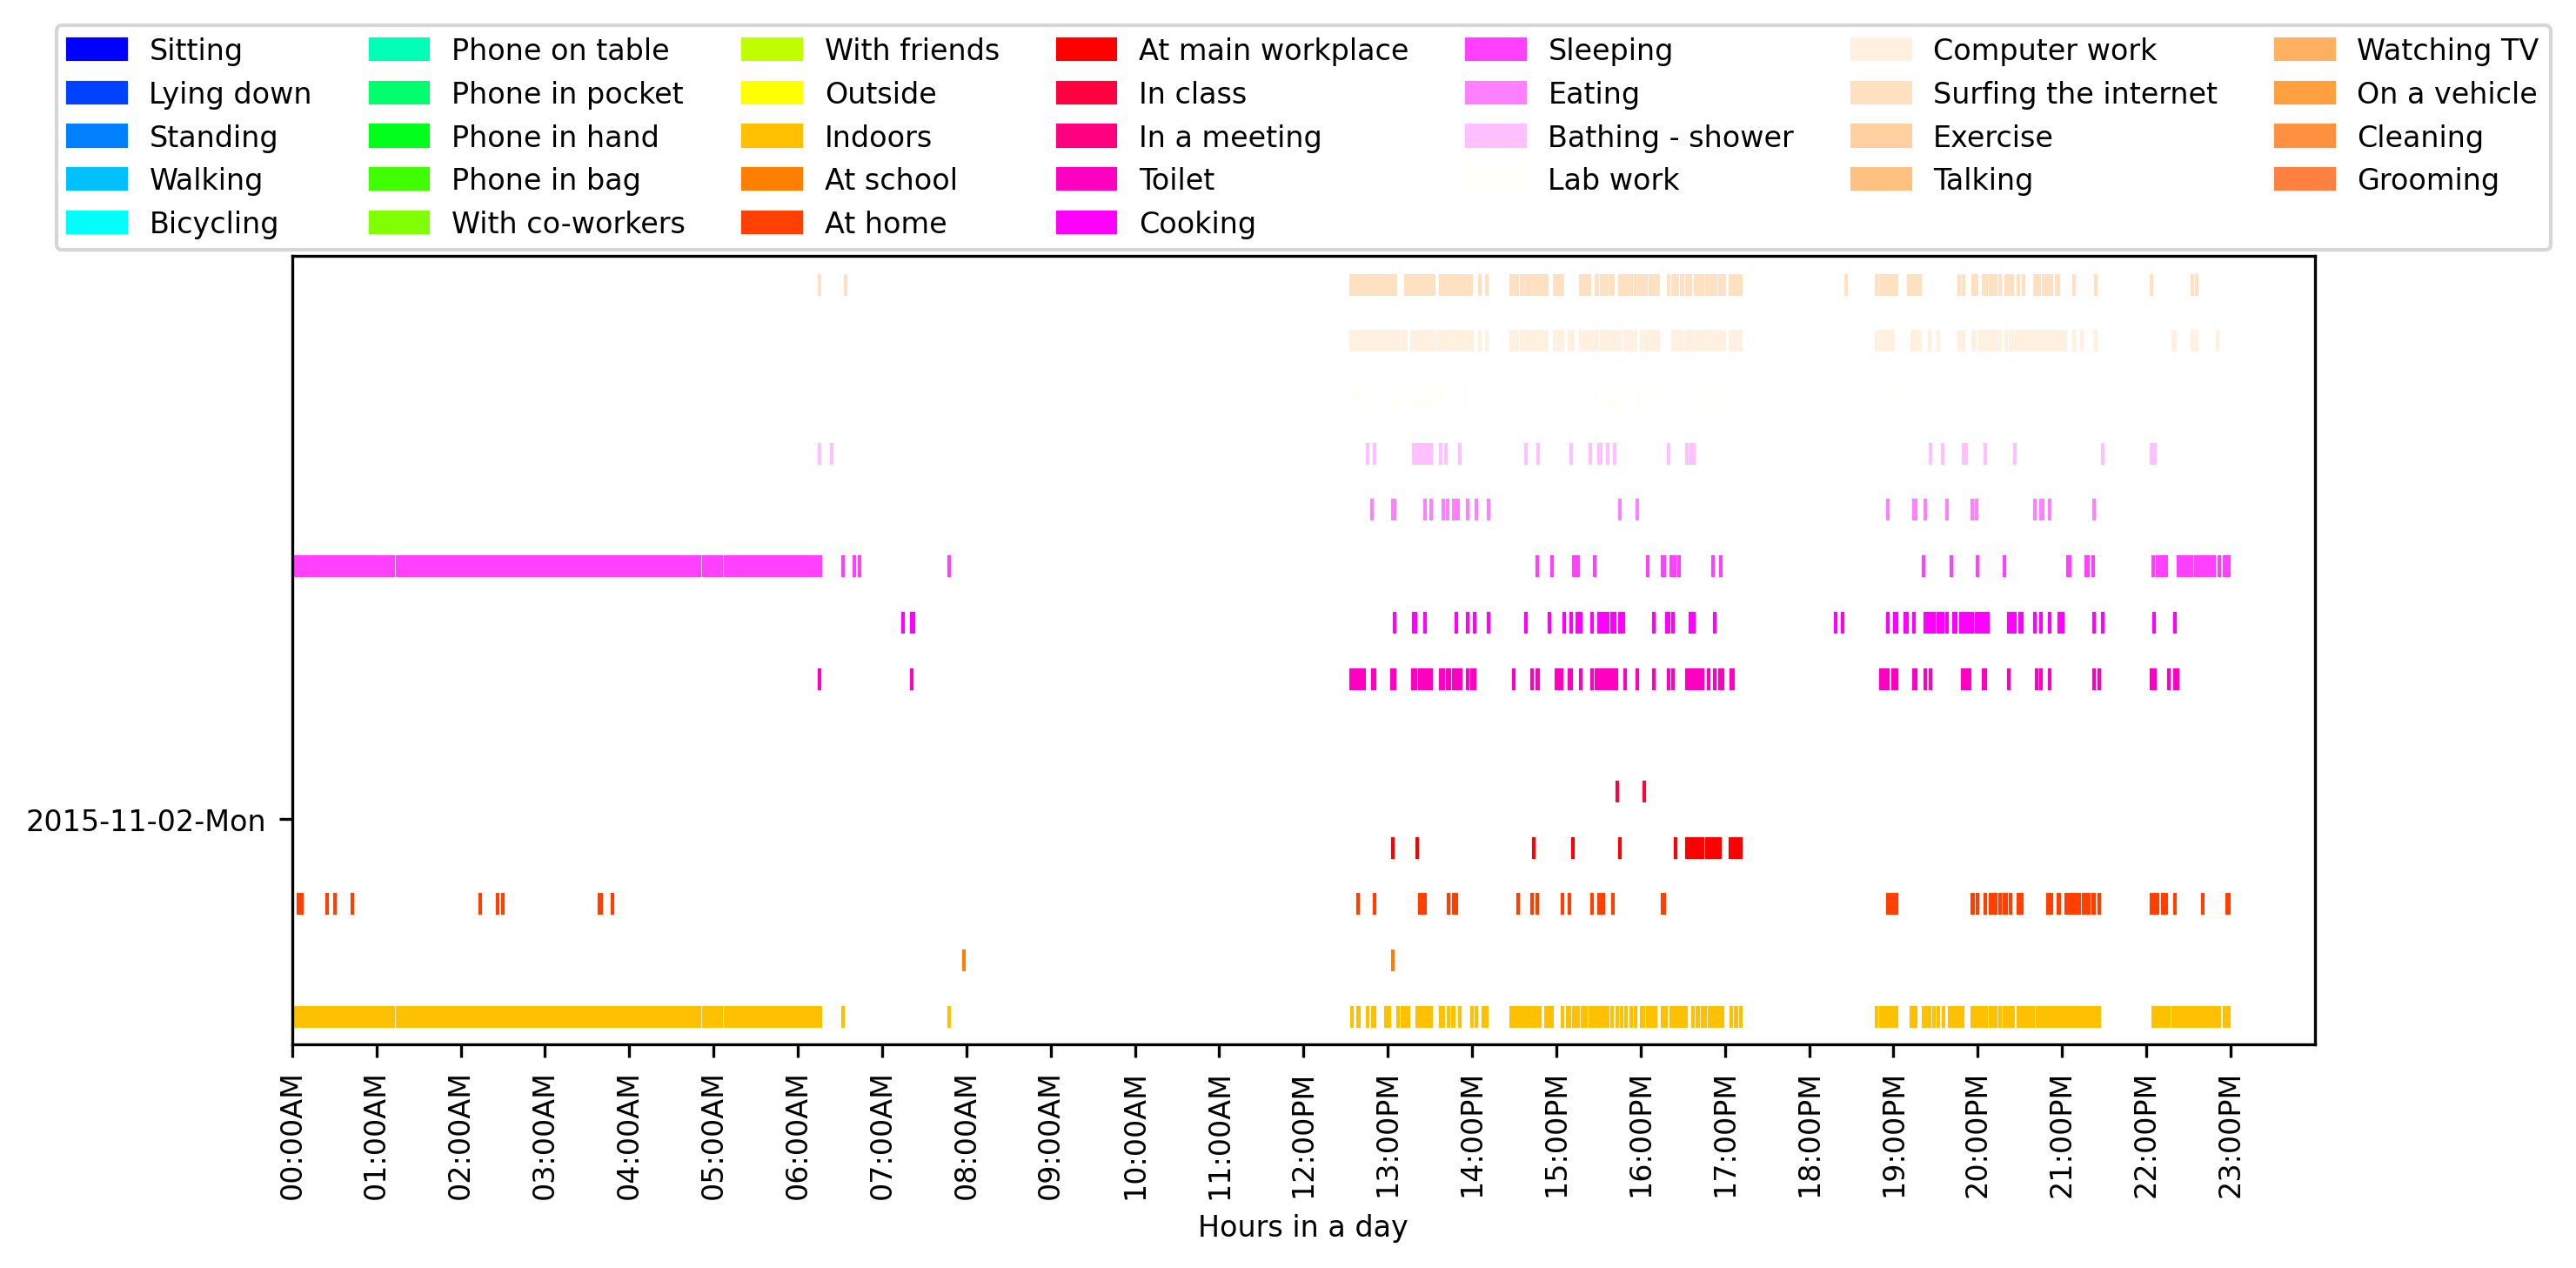 Sitting Phone on table With friends At main workplace Sleeping Computer work Watching TV
Lying down Phone in pocket Outside In class Eating Surfing the internet On a vehicle
Standing Phone in hand Indoors In a meeting Bathing - shower Exercise Cleaning
Walking Phone in bag At school Toilet Lab work Talking Grooming
Bicycling With co-workers At home Cooking
2015-11-02-Mon
00:00AM 01:00AM 02:00AM 03:00AM 04:00AM 05:00AM 06:00AM 07:00AM 08:00AM 09:00AM 10:00AM 11:00AM 12:00PM 13:00PM 14:00PM 15:00PM 16:00PM 17:00PM 18:00PM 19:00PM 20:00PM 21:00PM 22:00PM 23:00PM
Hours in a day